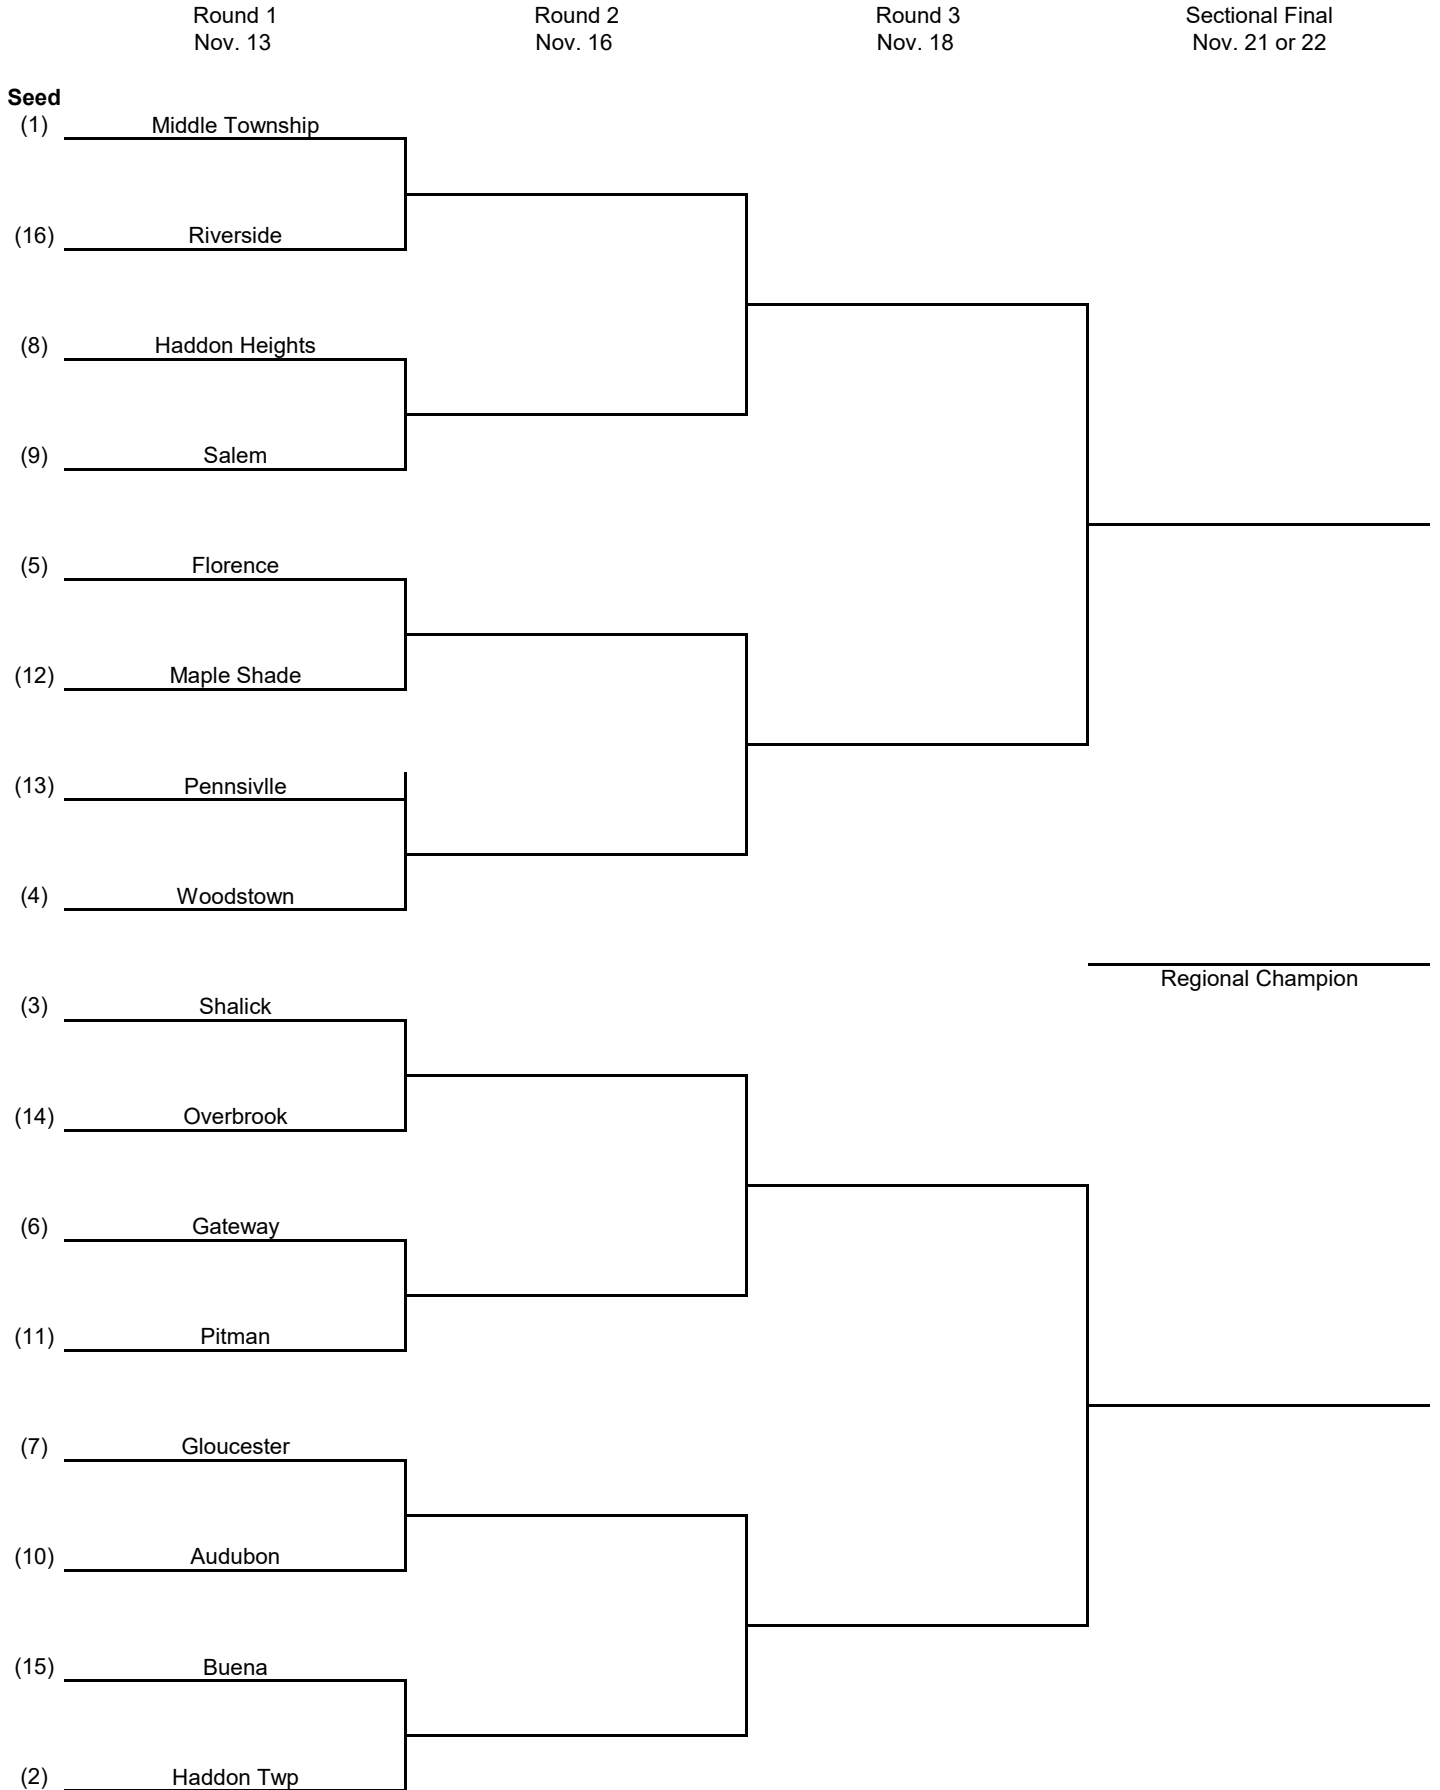 Round 1 Round 2 Round 3 Sectional Final
Nov. 13 Nov. 16 Nov. 18 Nov. 21 or 22
Seed
(1) Middle Township
(16) Riverside
(8) Haddon Heights
(9) Salem
(5) Florence
(12) Maple Shade
(13) Pennsivlle
(4) Woodstown
Regional Champion
(3) Shalick
(14) Overbrook
(6) Gateway
(11) Pitman
(7) Gloucester
(10) Audubon
(15) Buena
(2) Haddon Twp